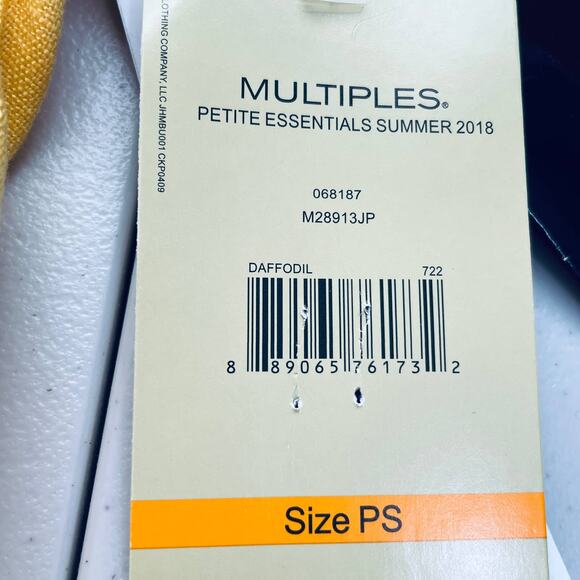 LOTHING COMPANY, LLC JHMBU001 CKP0409
MULTIPLES®
PETITE ESSENTIALS SUMMER 2018
068187
M28913JP
DAFFODIL 722
8 89065 76173 2
Size PS